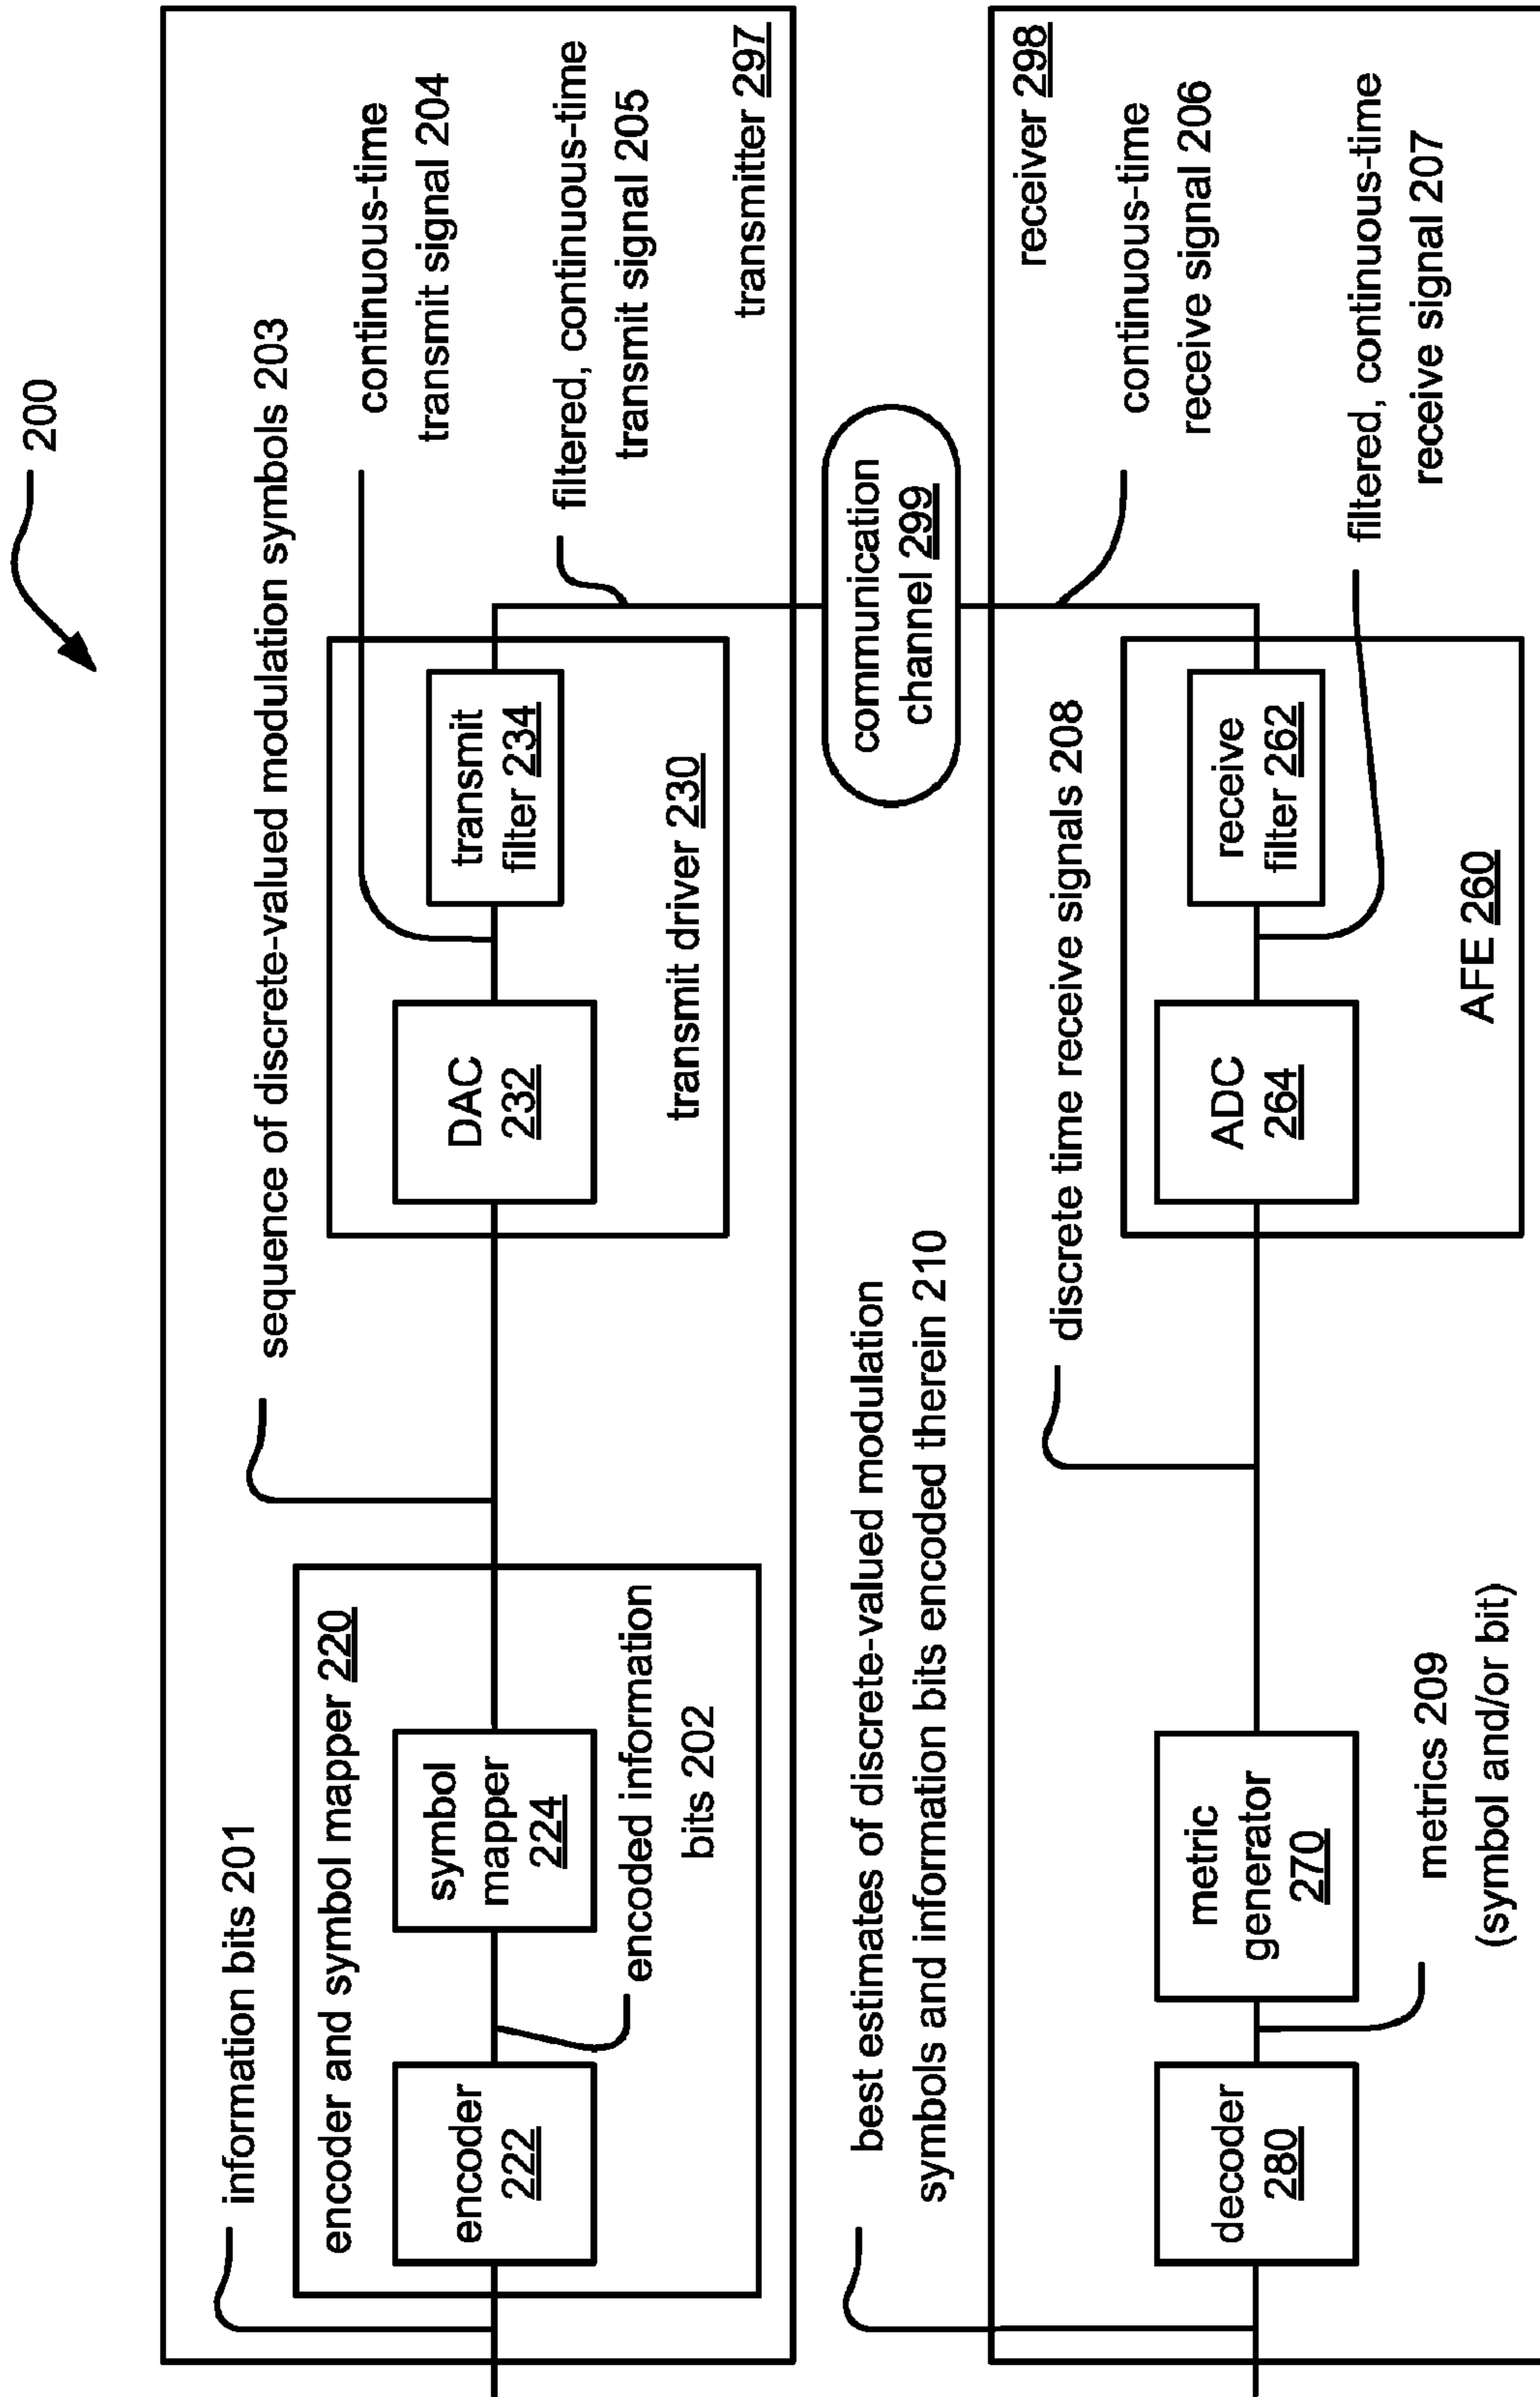 200
information bits 201
sequence of discrete-valued modulation symbols 203
encoder and symbol mapper 220
encoder
222
symbol
mapper
224
encoded information
bits 202
DAC
232
transmit
filter 234
transmit driver 230
continuous-time
transmit signal 204
filtered, continuous-time
transmit signal 205
transmitter 297
communication
channel 299
best estimates of discrete-valued modulation
symbols and information bits encoded therein 210
discrete time receive signals 208
receiver 298
continuous-time
receive signal 206
filtered, continuous-time
receive signal 207
decoder
280
metric
generator
270
metrics 209
(symbol and/or bit)
ADC
264
receive
filter 262
AFE 260